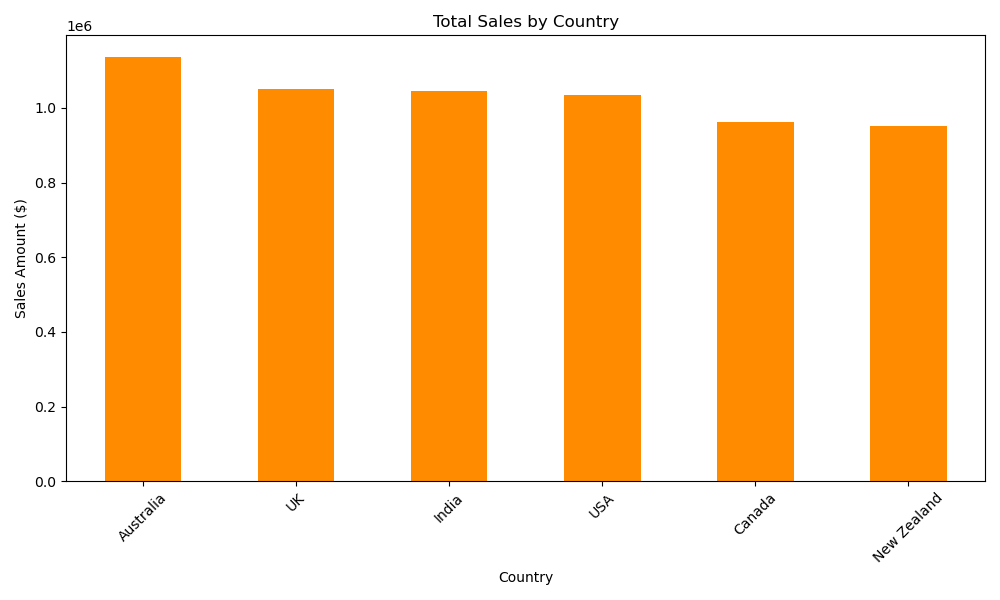 Total Sales by Country
1e6
1.0
0.8
0.6
0.4
0.2
0.0
Sales Amount ($)
Australia
UK
India
USA
Canada
New Zealand
Country